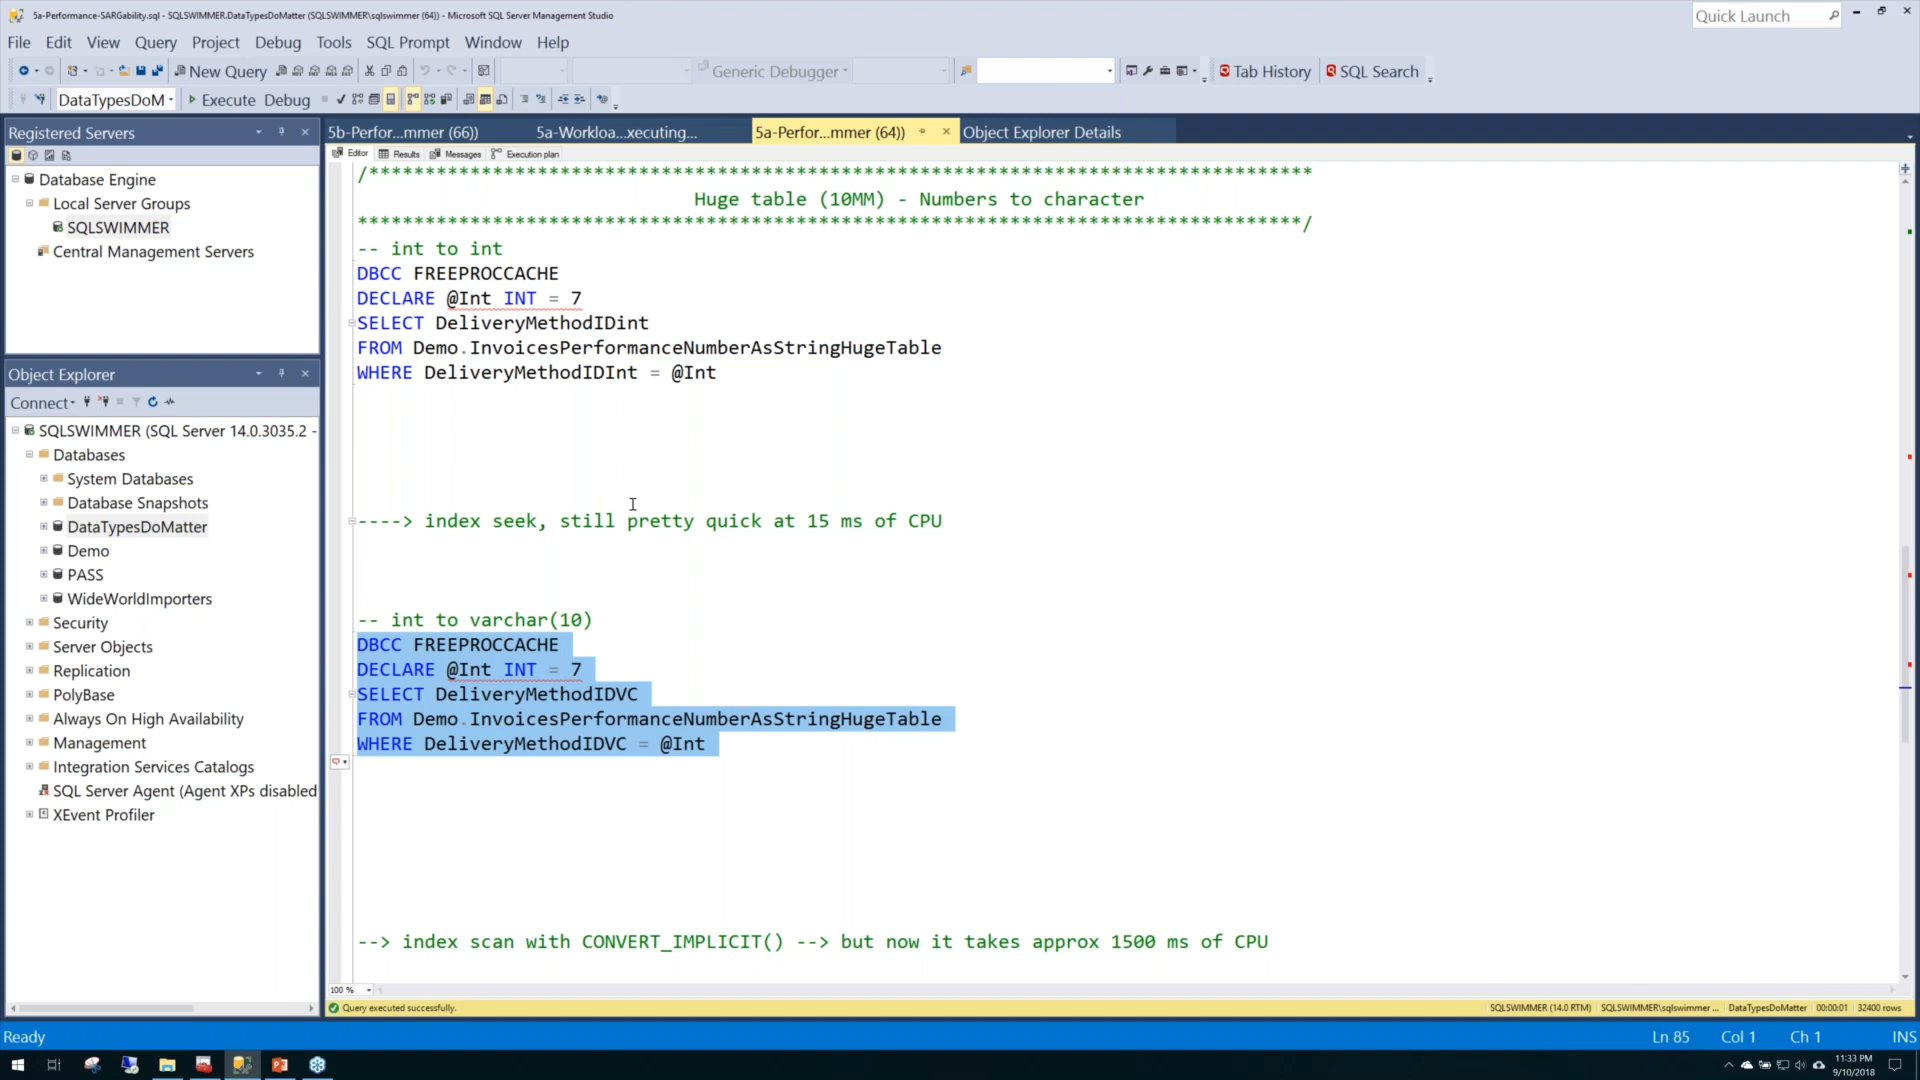 5a-Performance-SARGability.sql - SQLSWIMMER.DataTypesDoMatter (SQLSWIMMER\sqlswimmer (64)) - Microsoft SQL Server Management Studio
Quick Launch
File Edit View Query Project Debug Tools SQL Prompt Window Help
New Query Generic Debugger Tab History SQL Search
DataTypesDoM Execute Debug
Registered Servers
Database Engine
Local Server Groups
SQLSWIMMER
Central Management Servers
Object Explorer
Connect
SQLSWIMMER (SQL Server 14.0.3035.2 -
Databases
System Databases
Database Snapshots
DataTypesDoMatter
Demo
PASS
WideWorldImporters
Security
Server Objects
Replication
PolyBase
Always On High Availability
Management
Integration Services Catalogs
SQL Server Agent (Agent XPs disabled
XEvent Profiler
5b-Perfor...mmer (66)) 5a-Workloa...xecuting... 5a-Perfor...mmer (64)) Object Explorer Details
Editor Results Messages Execution plan
/************************************************************************************
Huge table (10MM) - Numbers to character
************************************************************************************/
-- int to int
DBCC FREEPROCCACHE
DECLARE @Int INT = 7
SELECT DeliveryMethodIDint
FROM Demo.InvoicesPerformanceNumberAsStringHugeTable
WHERE DeliveryMethodIDInt = @Int
----> index seek, still pretty quick at 15 ms of CPU
-- int to varchar(10)
DBCC FREEPROCCACHE
DECLARE @Int INT = 7
SELECT DeliveryMethodIDVC
FROM Demo.InvoicesPerformanceNumberAsStringHugeTable
WHERE DeliveryMethodIDVC = @Int
--> index scan with CONVERT_IMPLICIT() --> but now it takes approx 1500 ms of CPU
100 %
Query executed successfully. SQLSWIMMER (14.0 RTM) SQLSWIMMER\sqlswimmer ... DataTypesDoMatter 00:00:01 32400 rows
Ready Ln 85 Col 1 Ch 1 INS
11:33 PM
9/10/2018